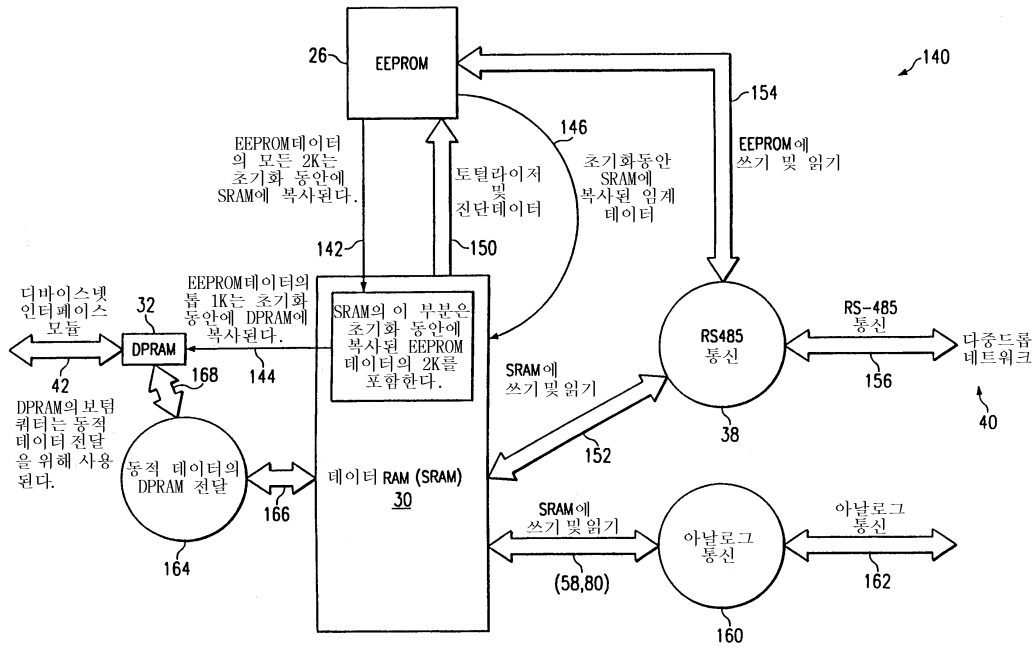 26
EEPROM
140
154
EEPROM에
쓰기 및 읽기
EEPROM데이터
의 모든 2K는
초기화 동안에
SRAM에 복사된다.
142
토털라이저
및
진단데이터
150
146
초기화동안
SRAM에
복사된 임계
데이터
디바이스넷
인터페이스
모듈
32
DPRAM
42
EEPROM데이터의
톱 1K는 초기화
동안에 DPRAM에
복사된다.
144
SRAM의 이 부분은
초기화 동안에
복사된 EEPROM
데이터의 2K를
포함한다.
RS485
통신
38
RS-485
통신
156
다중드롭
네트워크
40
SRAM에
쓰기및읽기
152
168
DPRAM의보텀
쿼터는 동적
데이터 전달
을 위해 사용
된다.
동적 데이터의
DPRAM 전달
164
166
데이터 RAM (SRAM)
30
SRAM에
쓰기 및 읽기
(58,80)
아날로그
통신
160
아날로그
통신
162